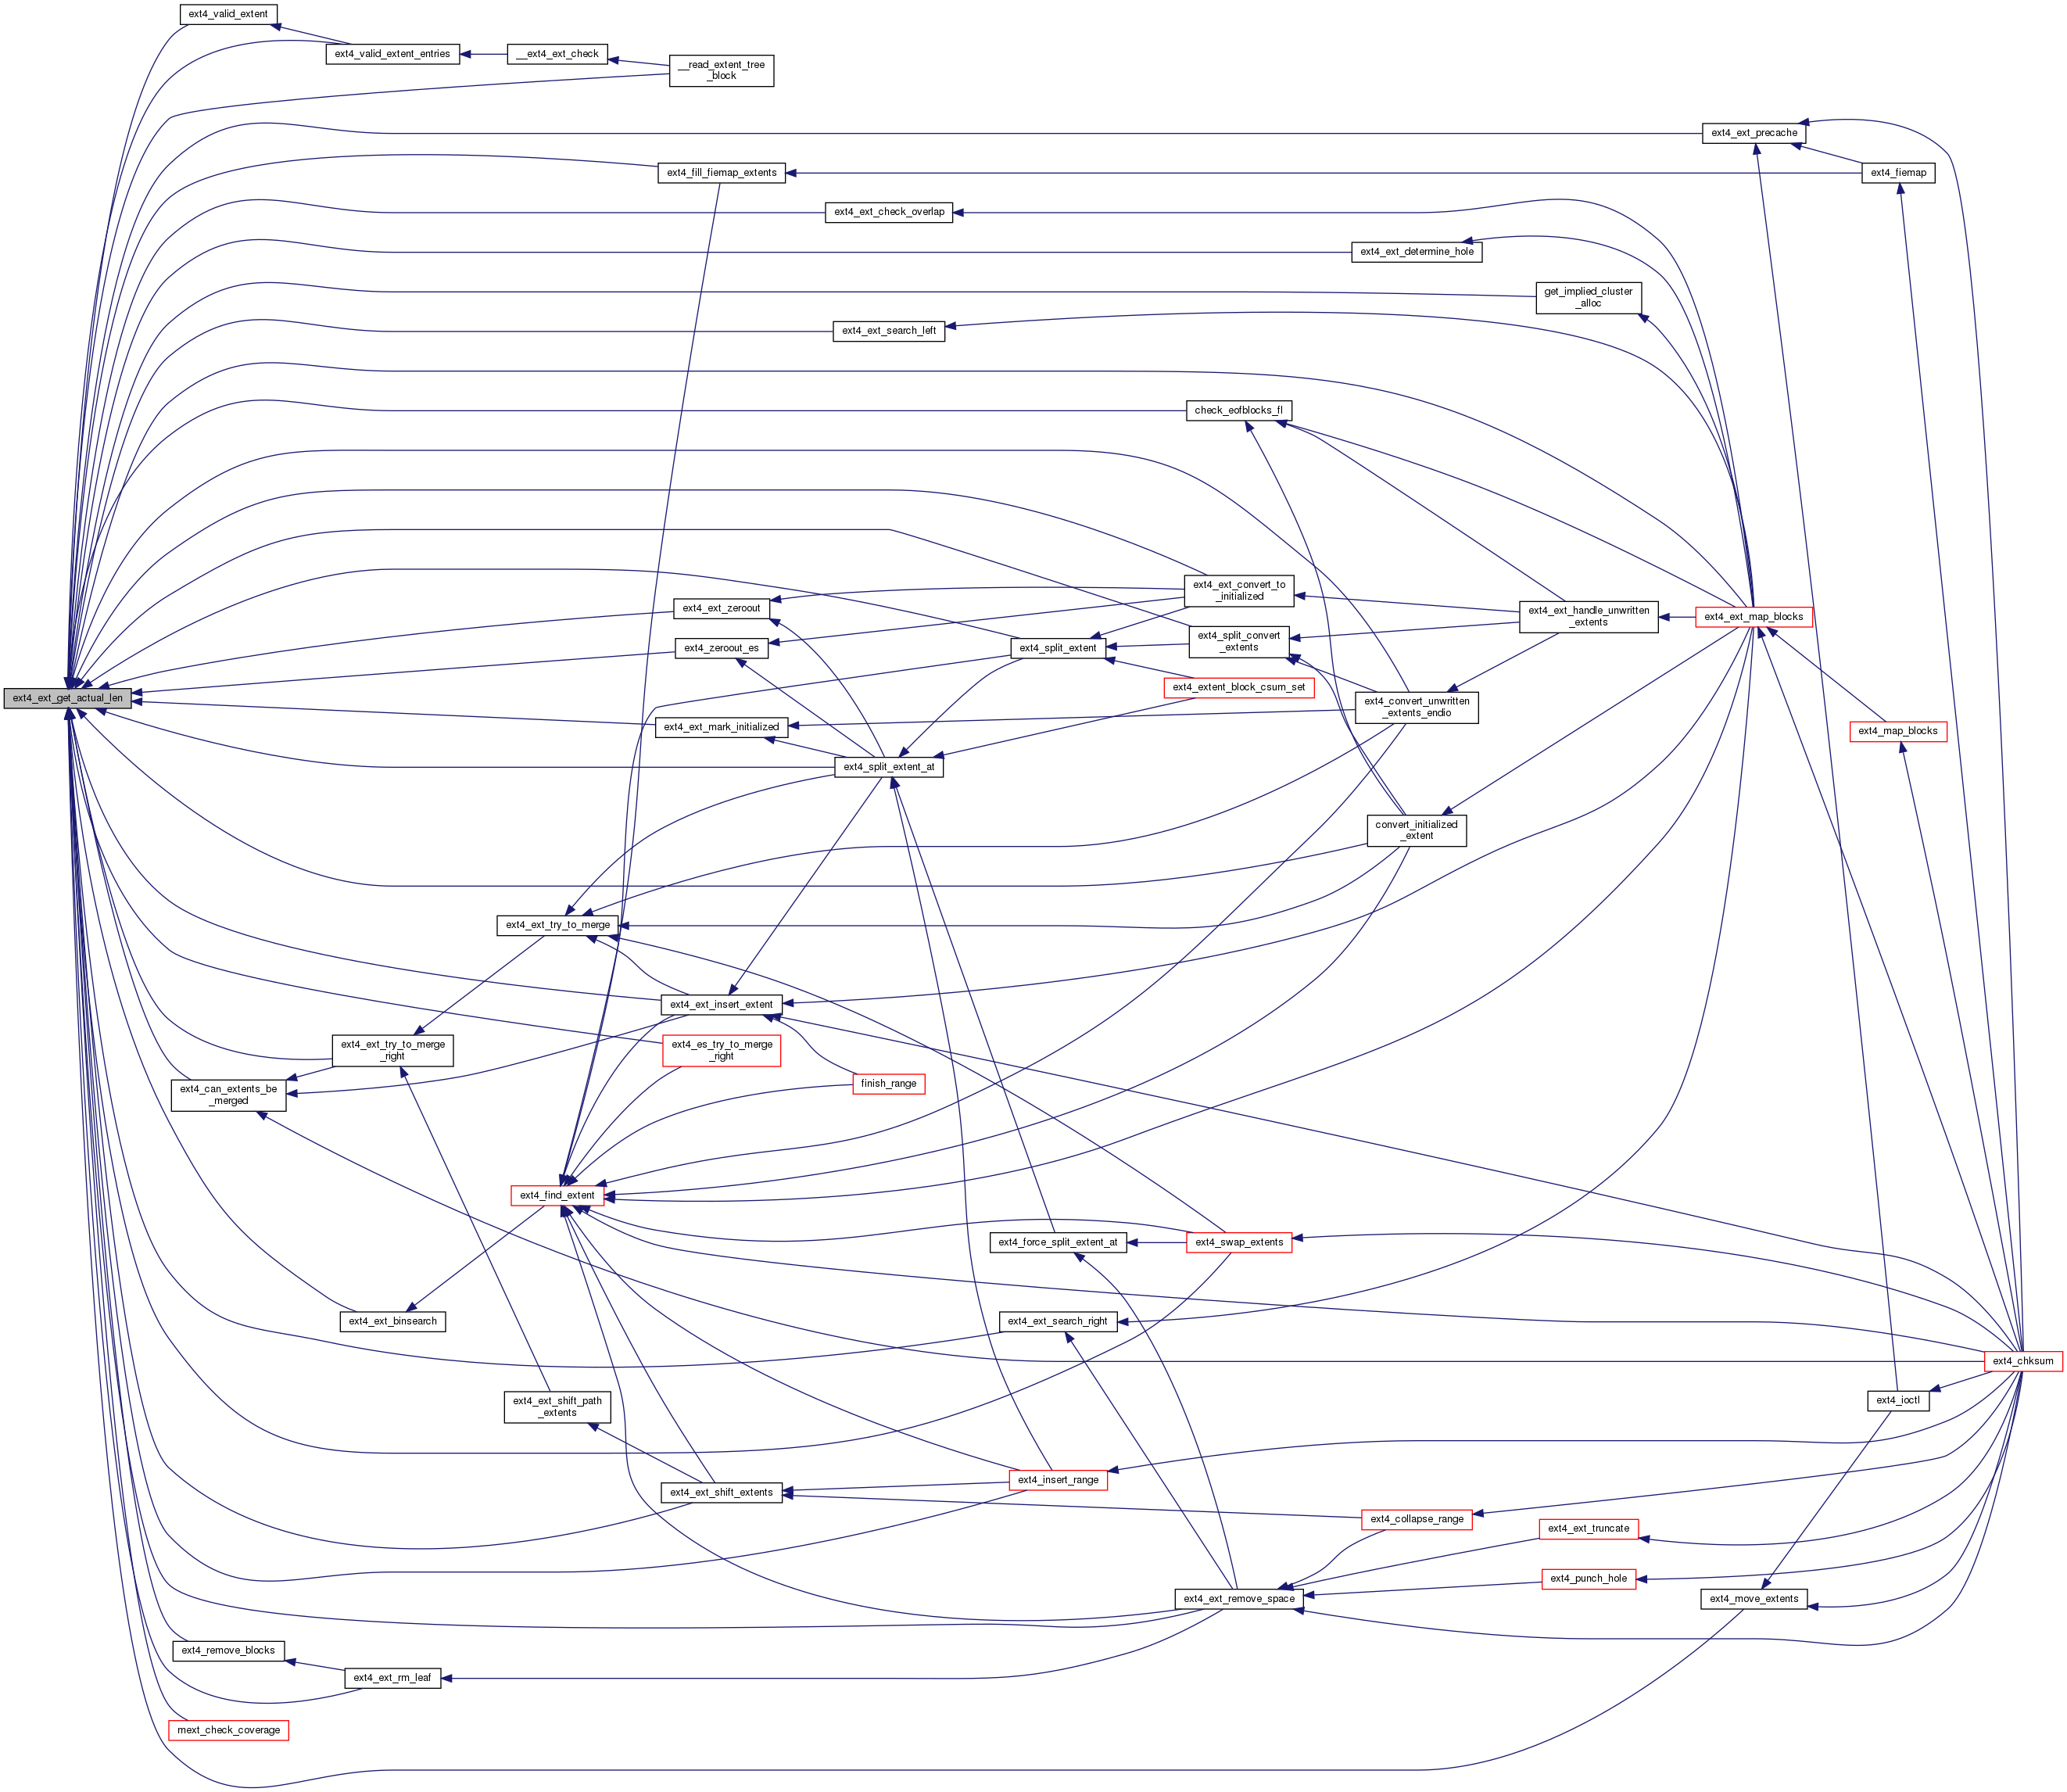 ext4_valid_extent
ext4_valid_extent_entries
__ext4_ext_check
__read_extent_tree
_block
ext4_ext_precache
ext4_fill_fiemap_extents
ext4_fiemap
ext4_ext_check_overlap
ext4_ext_determine_hole
get_implied_cluster
_alloc
ext4_ext_search_left
check_eofblocks_fl
ext4_ext_convert_to
_initialized
ext4_ext_zeroout
ext4_ext_handle_unwritten
_extents
ext4_ext_map_blocks
ext4_split_convert
_extents
ext4_zeroout_es
ext4_split_extent
ext4_extent_block_csum_set
ext4_ext_get_actual_len
ext4_convert_unwritten
_extents_endio
ext4_ext_mark_initialized
ext4_map_blocks
ext4_split_extent_at
convert_initialized
_extent
ext4_ext_try_to_merge
ext4_ext_insert_extent
ext4_ext_try_to_merge
_right
ext4_es_try_to_merge
_right
finish_range
ext4_can_extents_be
_merged
ext4_find_extent
ext4_force_split_extent_at
ext4_swap_extents
ext4_ext_binsearch
ext4_ext_search_right
ext4_chksum
ext4_ext_shift_path
_extents
ext4_ioctl
ext4_insert_range
ext4_ext_shift_extents
ext4_collapse_range
ext4_ext_truncate
ext4_punch_hole
ext4_ext_remove_space
ext4_move_extents
ext4_remove_blocks
ext4_ext_rm_leaf
mext_check_coverage